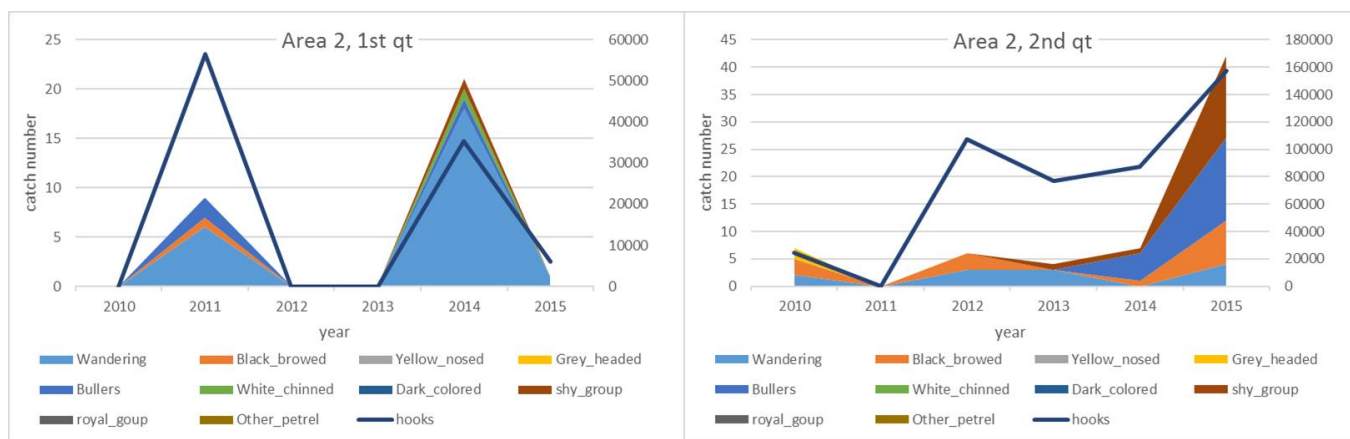 Area 2, 1st qt
25
20
15
10
5
0
catch number
60000
50000
40000
30000
20000
10000
0
2010 2011 2012 2013 2014 2015
year
Wandering Black_browed Yellow_nosed Grey_headed
Bullers White_chinned Dark_colored shy_group
royal_goup Other_petrel hooks
Area 2, 2nd qt
45
40
35
30
25
20
15
10
5
0
catch number
180000
160000
140000
120000
100000
80000
60000
40000
20000
0
2010 2011 2012 2013 2014 2015
year
Wandering Black_browed Yellow_nosed Grey_headed
Bullers White_chinned Dark_colored shy_group
royal_goup Other_petrel hooks